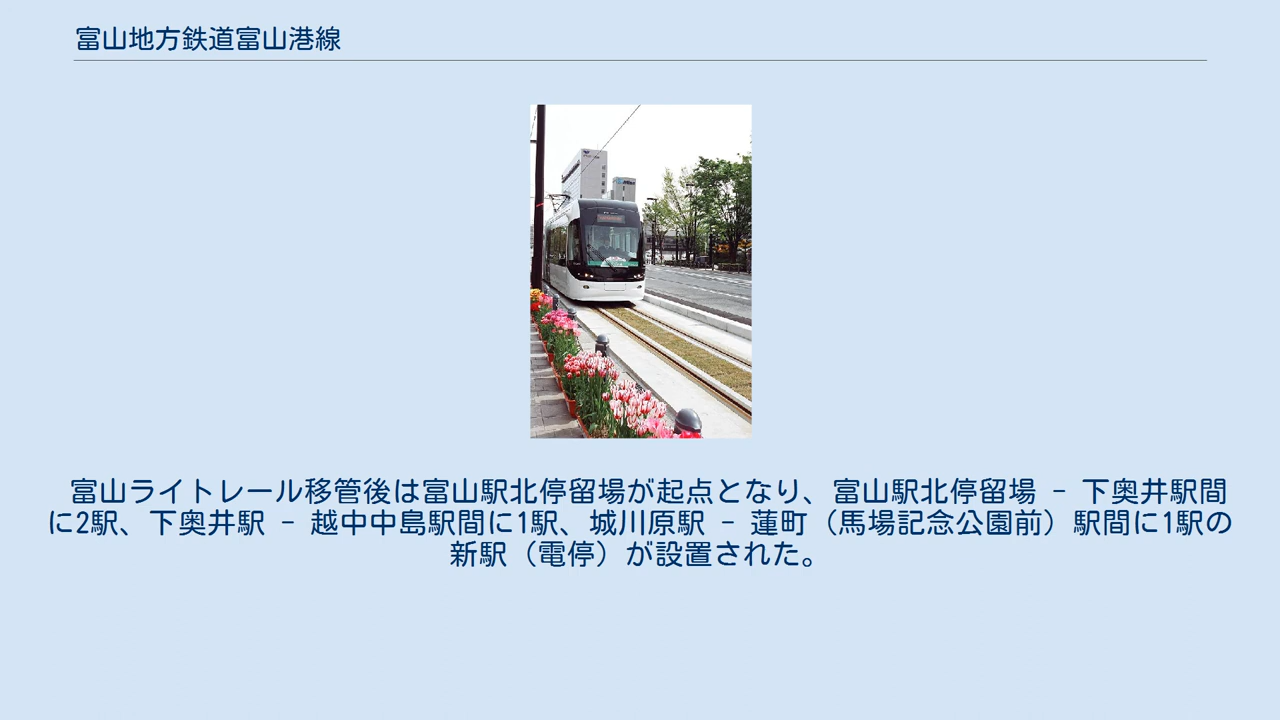 富山地方鉄道富山港線
富山ライトレール移管後は富山駅北停留場が起点となり、富山駅北停留場 - 下奥井駅間
に2駅、下奥井駅 - 越中中島駅間に1駅、城川原駅 - 蓮町（馬場記念公園前）駅間に1駅の
新駅（電停）が設置された。